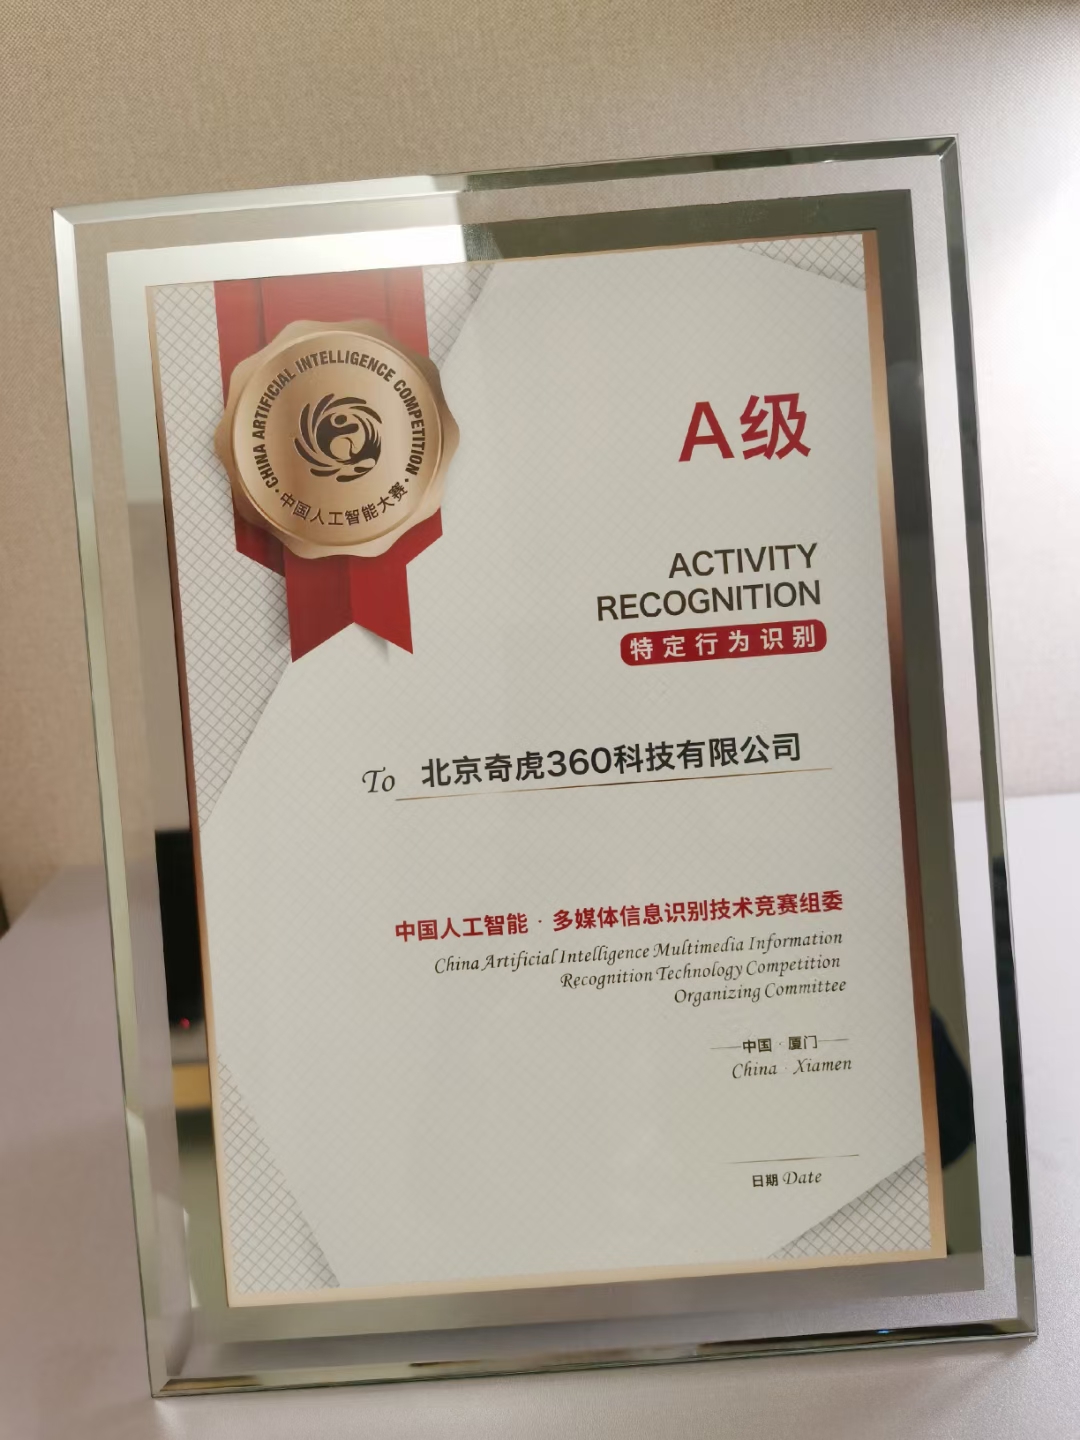 ·CHINA ARTIFICIAL INTELLIGENCE COMPETITION·
中国人工智能大赛
A级
ACTIVITY
RECOGNITION
特定行为识别
To 北京奇虎360科技有限公司
中国人工智能·多媒体信息识别技术竞赛组委
China Artificial Intelligence Multimedia Information
Recognition Technology Competition
Organizing Committee
中国·厦门
China · Xiamen
日期 Date